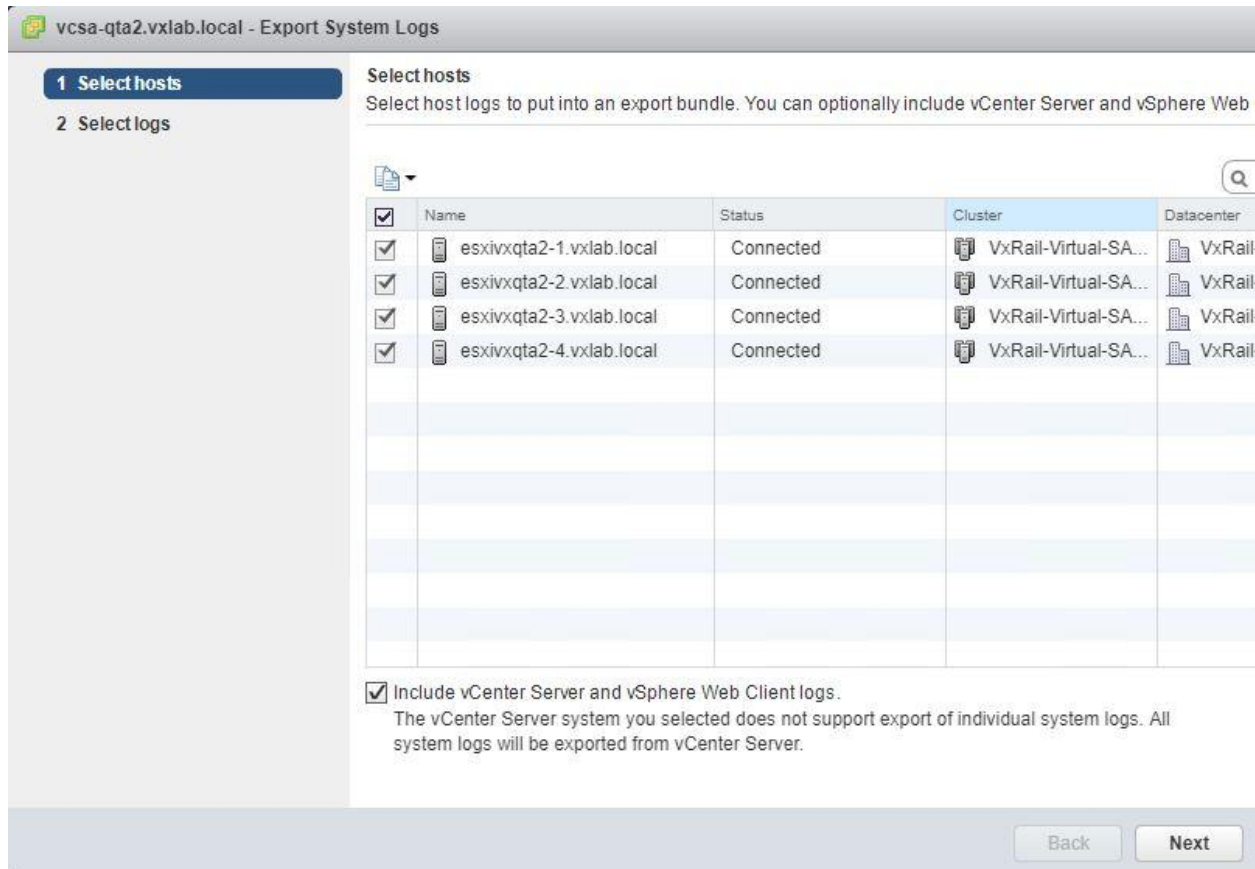 vcsa-qta2.vxlab.local - Export System Logs
1 Select hosts
2 Select logs
Select hosts
Select host logs to put into an export bundle. You can optionally include vCenter Server and vSphere Web
Name Status Cluster Datacenter
esxivxqta2-1.vxlab.local Connected VxRail-Virtual-SA... VxRail-
esxivxqta2-2.vxlab.local Connected VxRail-Virtual-SA... VxRail-
esxivxqta2-3.vxlab.local Connected VxRail-Virtual-SA... VxRail-
esxivxqta2-4.vxlab.local Connected VxRail-Virtual-SA... VxRail-
Include vCenter Server and vSphere Web Client logs.
The vCenter Server system you selected does not support export of individual system logs. All
system logs will be exported from vCenter Server.
Back Next